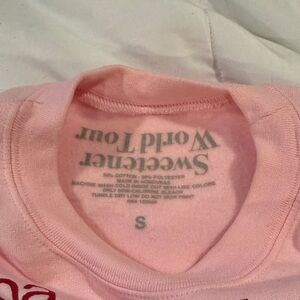 Sweetener
World Tour
50% COTTON - 50% POLYESTER
MADE IN HONDURAS
MACHINE WASH COLD INSIDE OUT WITH LIKE COLORS
ONLY NON-CHLORINE BLEACH
TUMBLE DRY LOW DO NOT IRON PRINT
S
na